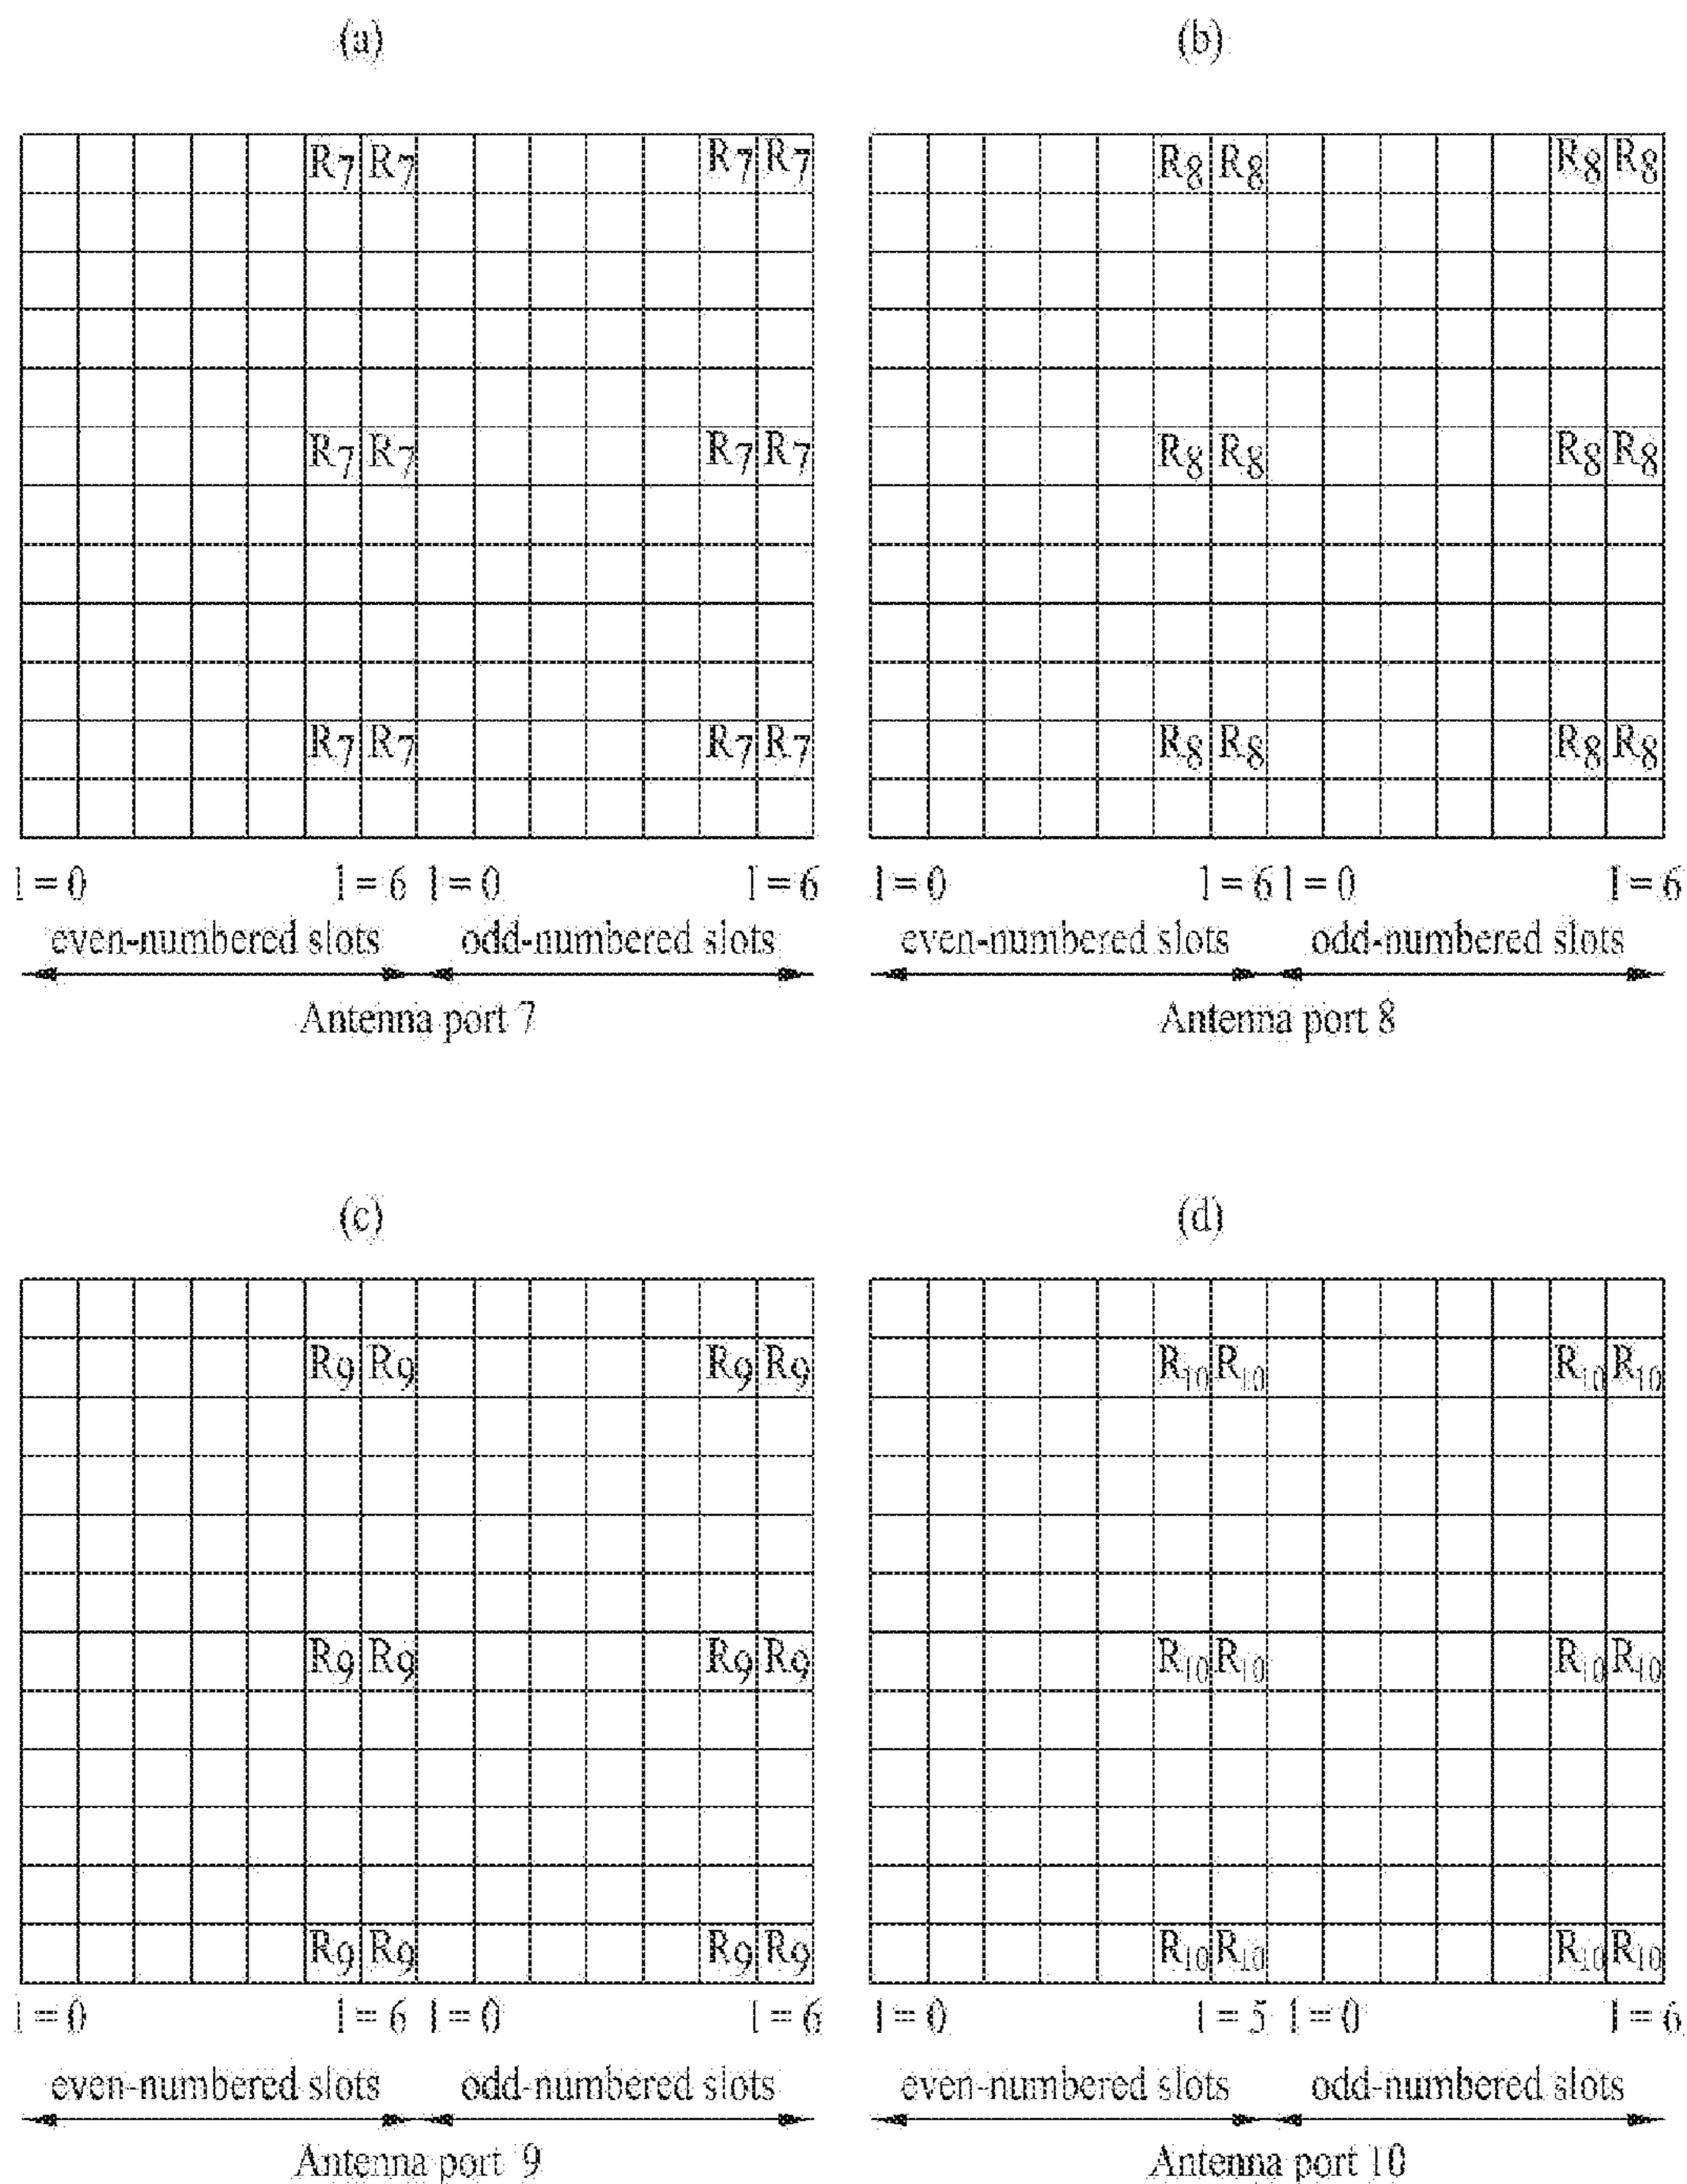 (a) (b)
R7 R7 R7 R7 R8 R8 R8 R8
R7 R7 R7 R7 R8 R8 R8 R8
R7 R7 R7 R7 R8 R8 R8 R8
l = 0 l = 6 l = 0 l = 6 l = 0 l = 6 l = 0 l = 6
even-numbered slots odd-numbered slots even-numbered slots odd-numbered slots
Antenna port 7 Antenna port 8
(c) (d)
R9 R9 R9 R9 R10 R10 R10 R10
R9 R9 R9 R9 R10 R10 R10 R10
R9 R9 R9 R9 R10 R10 R10 R10
l = 0 l = 6 l = 0 l = 6 l = 0 l = 5 l = 0 l = 6
even-numbered slots odd-numbered slots even-numbered slots odd-numbered slots
Antenna port 9 Antenna port 10